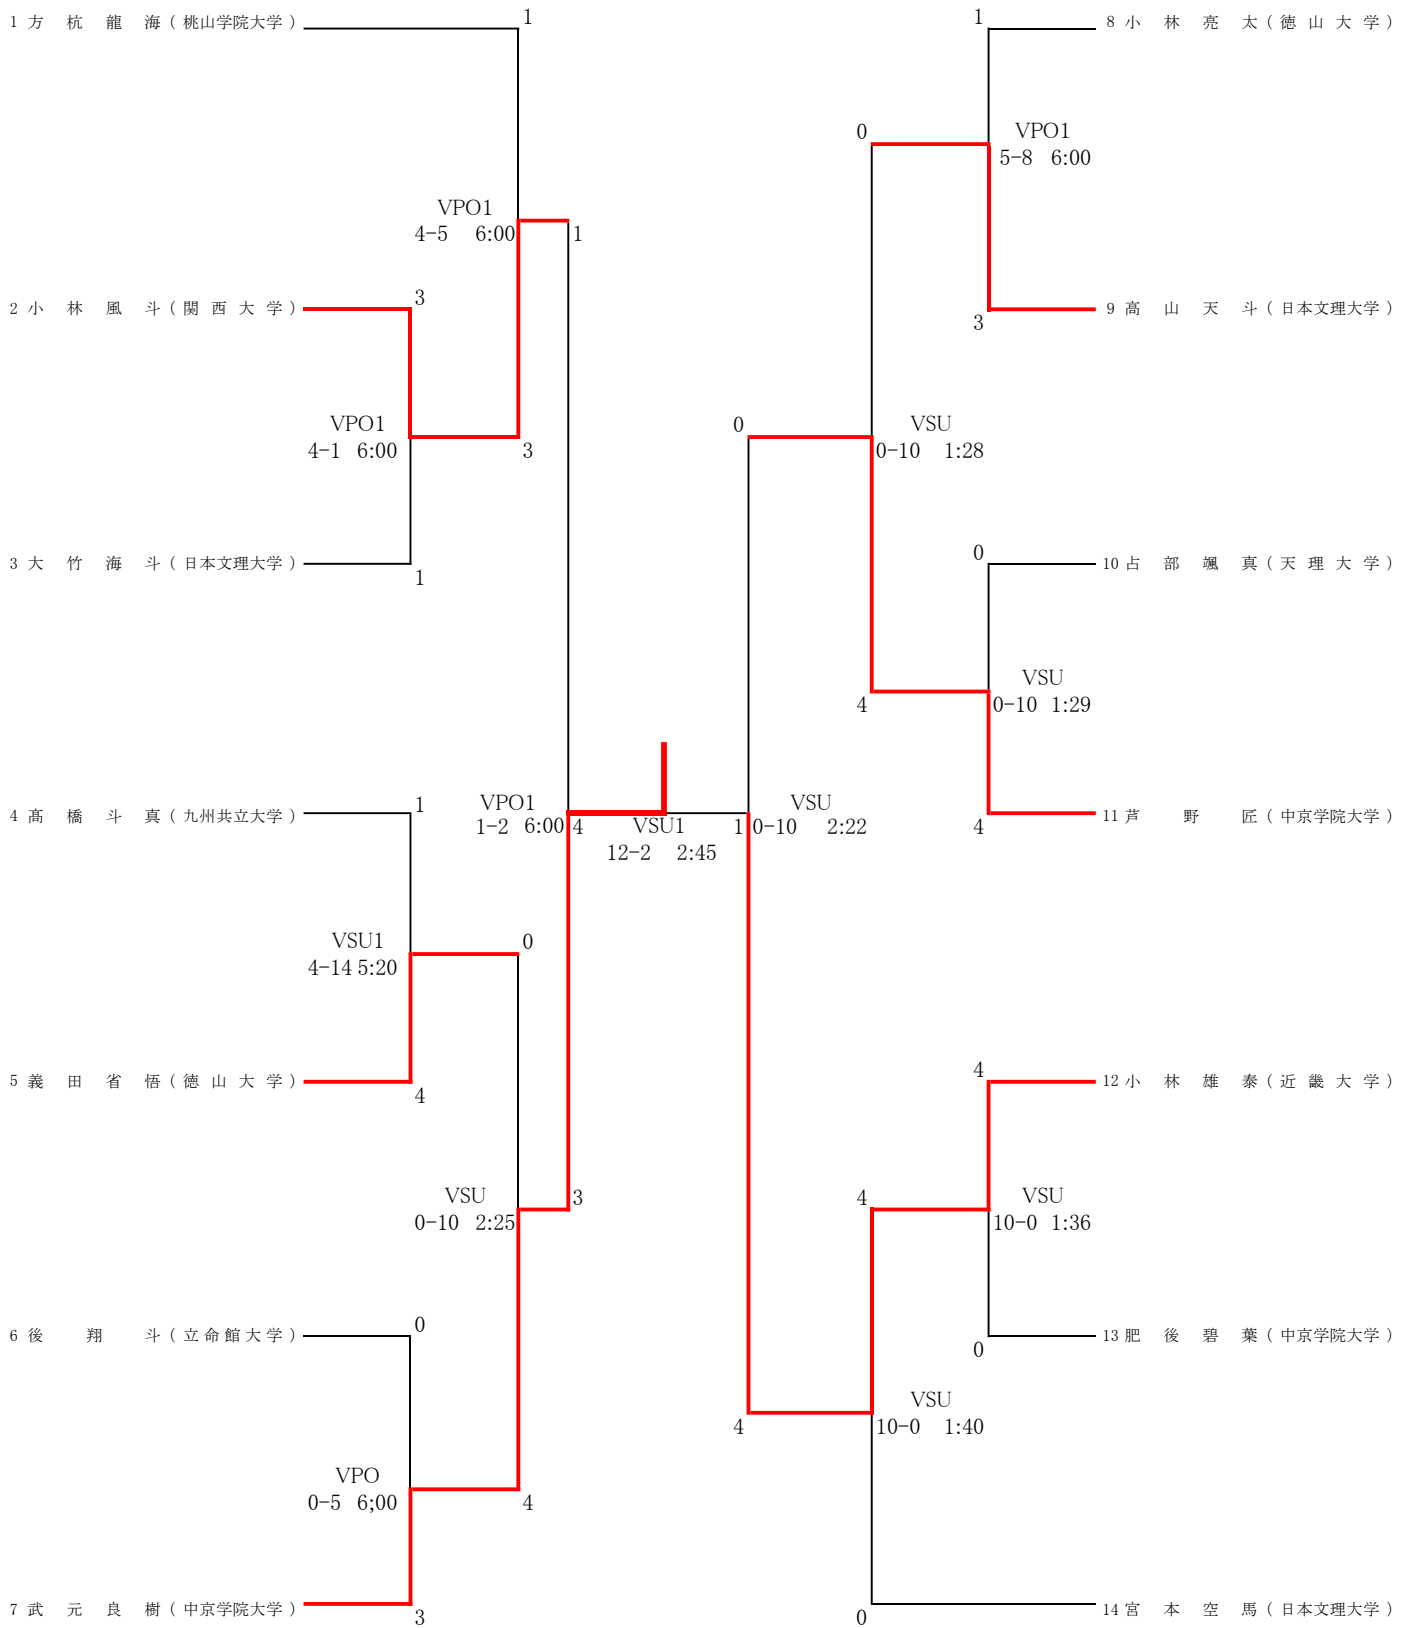 1 方杭龍海（桃山学院大学）
1
1
8 小林亮太（徳山大学）
0
VPO1
5-8 6:00
VPO1
4-5 6:00
1
3
2 小林風斗（関西大学）
3
9 高山天斗（日本文理大学）
VPO1
4-1 6:00
3
0
VSU
0-10 1:28
3 大竹海斗（日本文理大学）
1
0
10 占部颯真（天理大学）
4
VSU
0-10 1:29
4 髙橋斗真（九州共立大学）
1
VPO1
1-2 6:00
4
VSU1
12-2 2:45
1
VSU
0-10 2:22
4
11 芦野匠（中京学院大学）
VSU1
4-14 5:20
0
5 義田省悟（徳山大学）
4
4
12 小林雄泰（近畿大学）
VSU
0-10 2:25
3
4
VSU
10-0 1:36
6 後翔斗（立命館大学）
0
0
13 肥後碧葉（中京学院大学）
4
VSU
10-0 1:40
VPO
0-5 6;00
4
7 武元良樹（中京学院大学）
3
0
14 宮本空馬（日本文理大学）